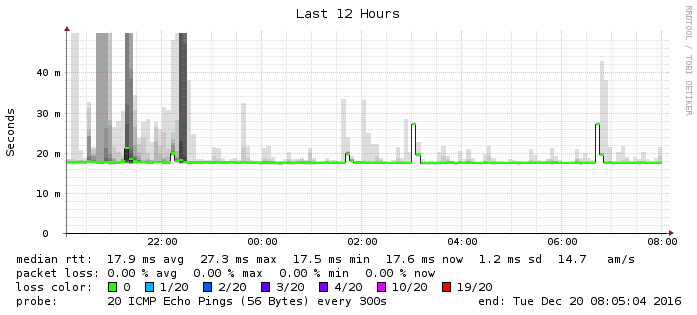 Last 12 Hours
RRDTOOL / TOBI OETIKER
Seconds
40 m
30 m
20 m
10 m
0
22:00 00:00 02:00 04:00 06:00 08:00
median rtt: 17.9 ms avg 27.3 ms max 17.5 ms min 17.6 ms now 1.2 ms sd 14.7 am/s
packet loss: 0.00 % avg 0.00 % max 0.00 % min 0.00 % now
loss color: 0 1/20 2/20 3/20 4/20 10/20 19/20
probe: 20 ICMP Echo Pings (56 Bytes) every 300s end: Tue Dec 20 08:05:04 2016